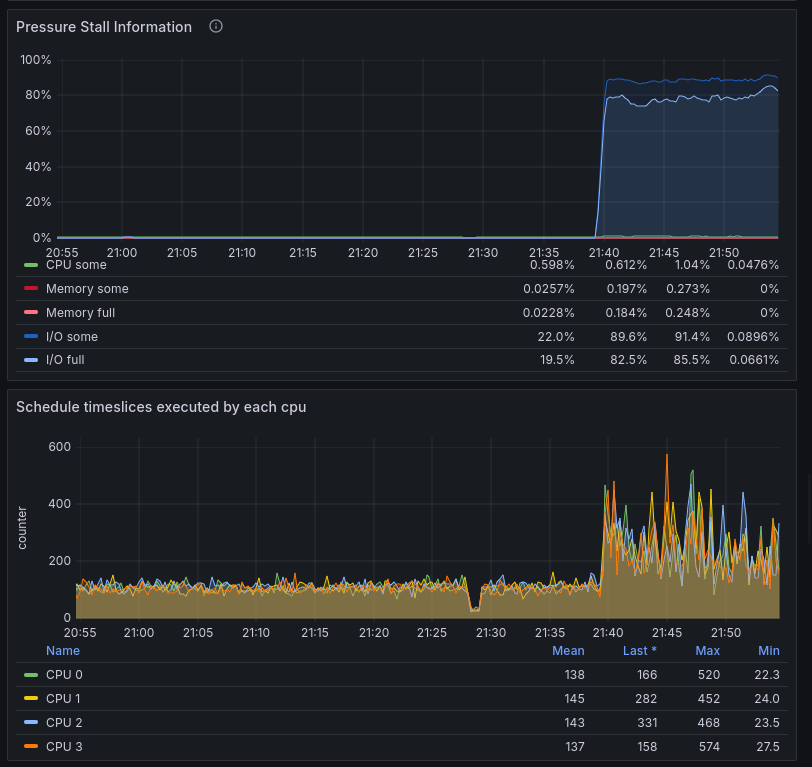 Pressure Stall Information
100%
80%
60%
40%
20%
0%
20:55 21:00 21:05 21:10 21:15 21:20 21:25 21:30 21:35 21:40 21:45 21:50
CPU some 0.598% 0.612% 1.04% 0.0476%
Memory some 0.0257% 0.197% 0.273% 0%
Memory full 0.0228% 0.184% 0.248% 0%
I/O some 22.0% 89.6% 91.4% 0.0896%
I/O full 19.5% 82.5% 85.5% 0.0661%
Schedule timeslices executed by each cpu
counter
600
400
200
0
20:55 21:00 21:05 21:10 21:15 21:20 21:25 21:30 21:35 21:40 21:45 21:50
Name Mean Last * Max Min
CPU 0 138 166 520 22.3
CPU 1 145 282 452 24.0
CPU 2 143 331 468 23.5
CPU 3 137 158 574 27.5